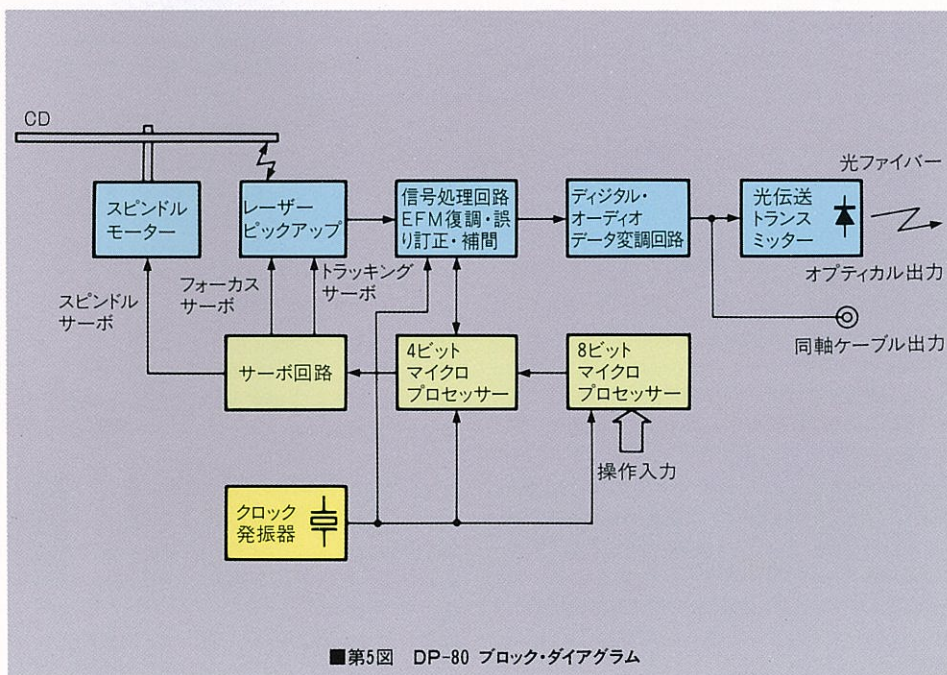 CD
光ファイバー
スピンドル
モーター
レーザー
ピックアップ
信号処理回路
EFM復調・誤
り訂正・補間
ディジタル・
オーディオ
データ変調回路
光伝送
トランス
ミッター
オプティカル出力
スピンドル
サーボ
フォーカス
サーボ
トラッキング
サーボ
同軸ケーブル出力
サーボ回路
4ビット
マイクロ
プロセッサー
8ビット
マイクロ
プロセッサー
操作入力
クロック
発振器
■第5図 DP-80 ブロック・ダイアグラム